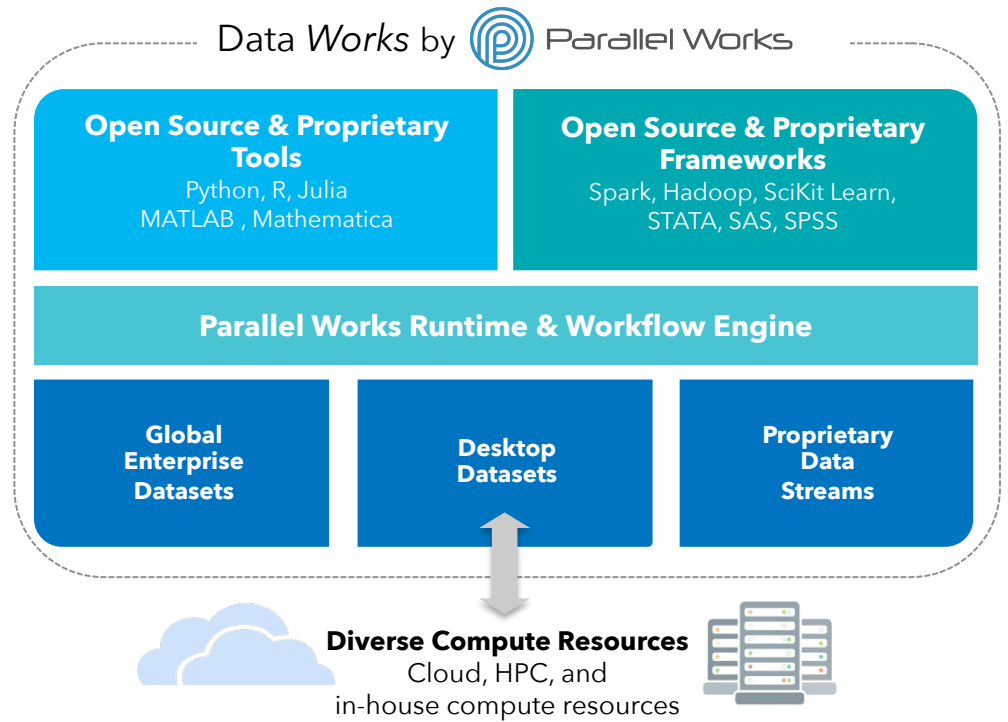 Data Works by Parallel Works
Open Source & Proprietary
Tools
Python, R, Julia
MATLAB , Mathematica
Open Source & Proprietary
Frameworks
Spark, Hadoop, SciKit Learn,
STATA, SAS, SPSS
Parallel Works Runtime & Workflow Engine
Global
Enterprise
Datasets
Desktop
Datasets
Proprietary
Data
Streams
Diverse Compute Resources
Cloud, HPC, and
in-house compute resources